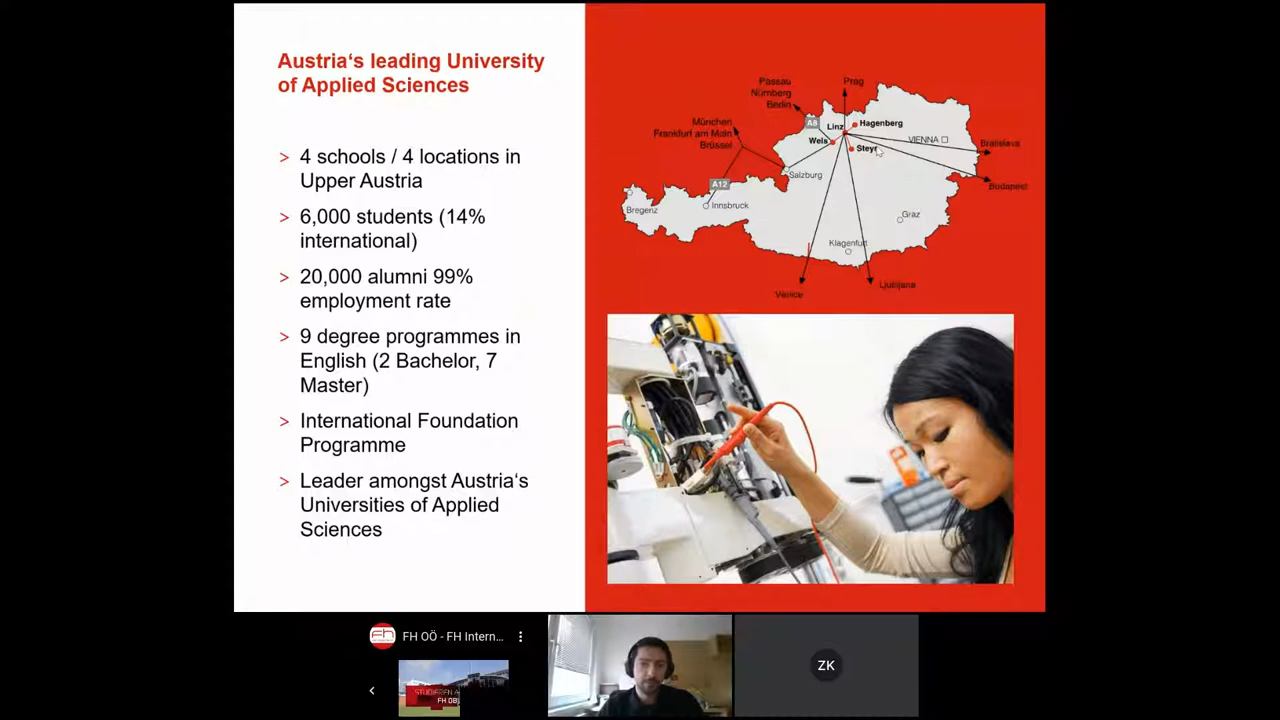 Austria‘s leading University
of Applied Sciences
> 4 schools / 4 locations in
Upper Austria
> 6,000 students (14%
international)
> 20,000 alumni 99%
employment rate
> 9 degree programmes in
English (2 Bachelor, 7
Master)
> International Foundation
Programme
> Leader amongst Austria‘s
Universities of Applied
Sciences
Passau
Nürnberg
Berlin
Prag
München
Frankfurt am Main
Brüssel
A8
Linz
Hagenberg
Wels
Steyr
VIENNA
Bratislava
Budapest
A12
Salzburg
Bregenz
Innsbruck
Graz
Klagenfurt
Venice
Ljubljana
FH OÖ - FH Intern...
STUDIEREN A
FH OB
ZK